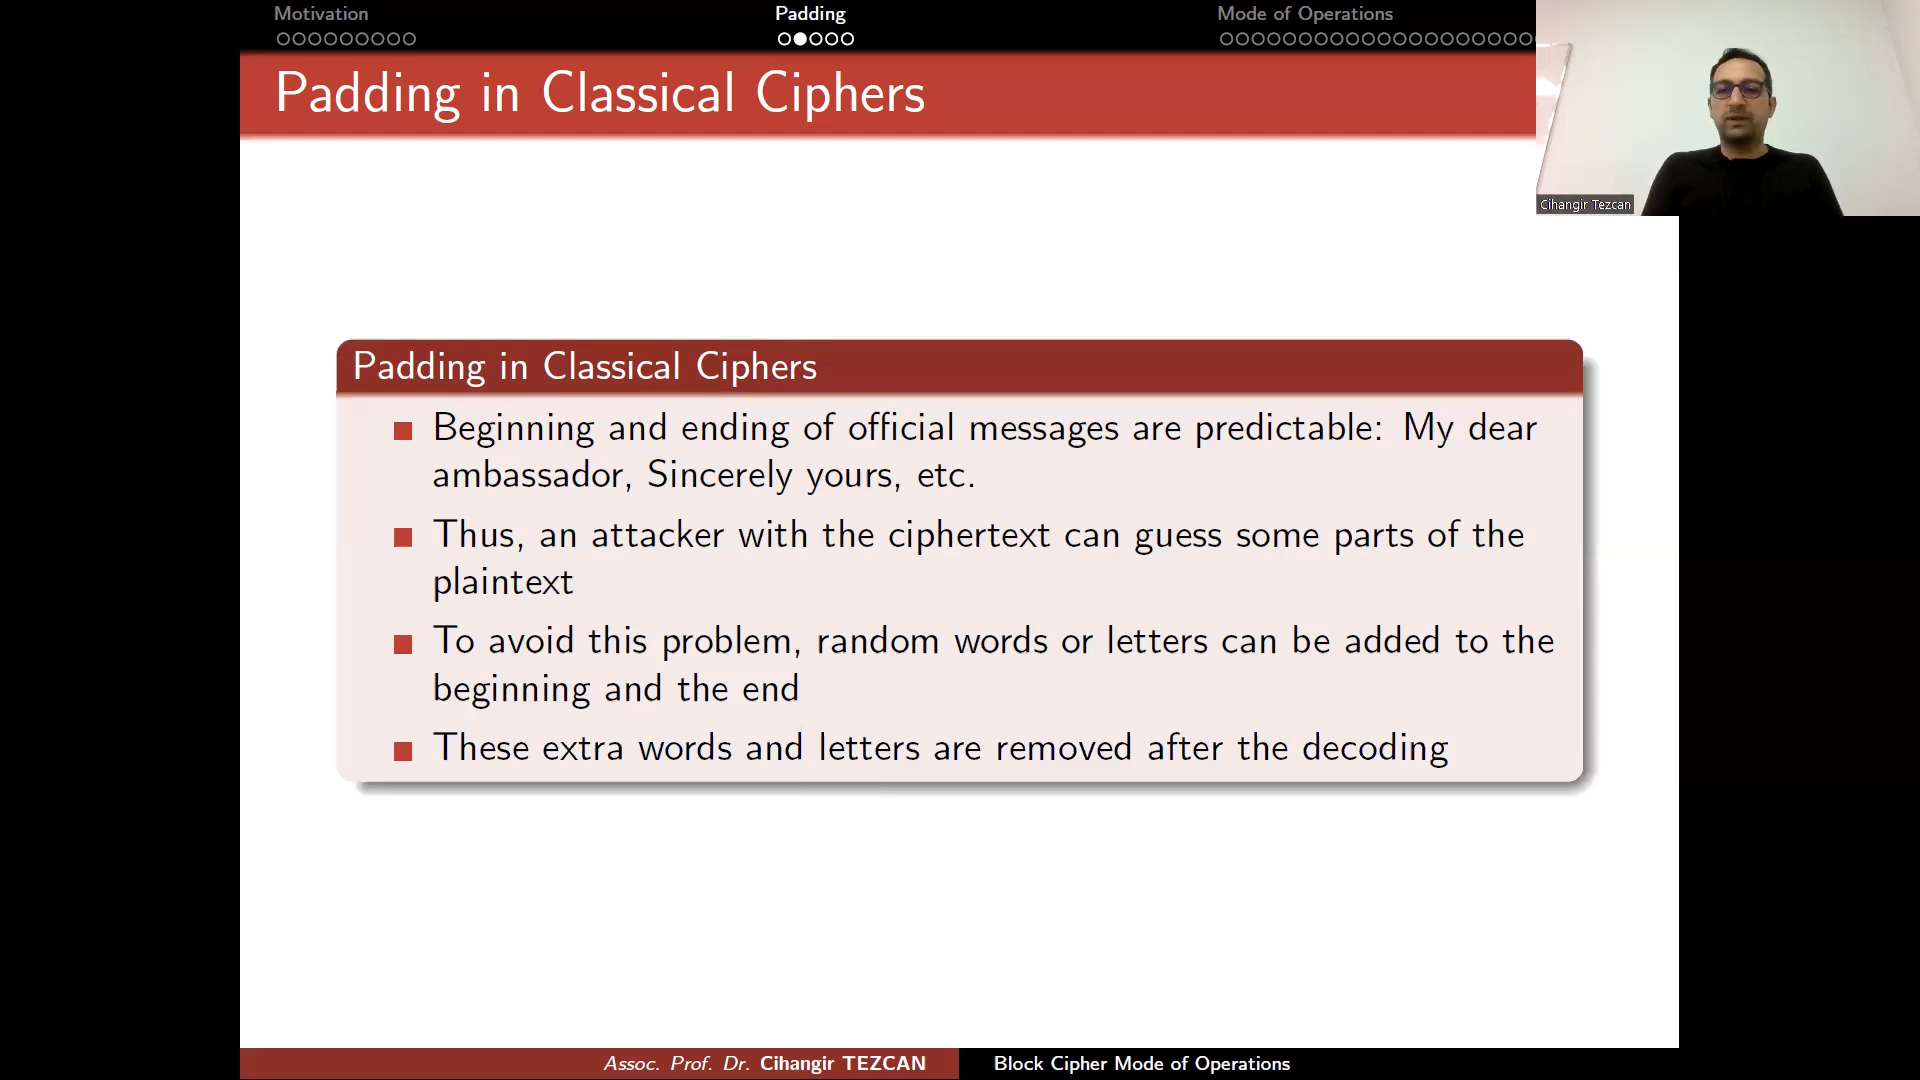 Motivation
Padding
Mode of Operations
Padding in Classical Ciphers
Cihangir Tezcan
Padding in Classical Ciphers
Beginning and ending of official messages are predictable: My dear
ambassador, Sincerely yours, etc.
Thus, an attacker with the ciphertext can guess some parts of the
plaintext
To avoid this problem, random words or letters can be added to the
beginning and the end
These extra words and letters are removed after the decoding
Assoc. Prof. Dr. Cihangir TEZCAN
Block Cipher Mode of Operations